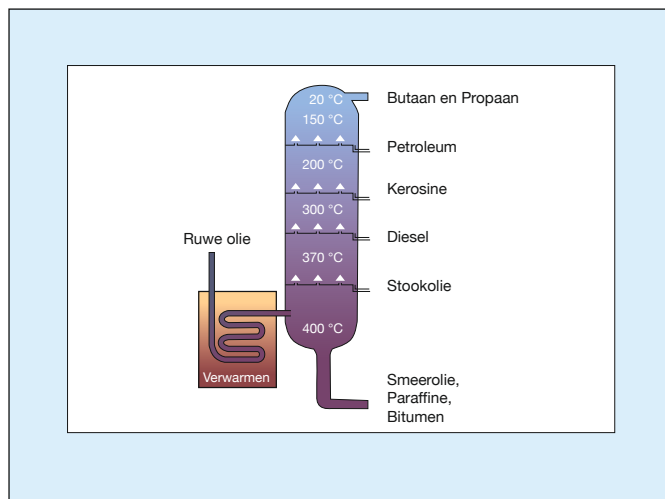 20 °C
Butaan en Propaan
150 °C
Petroleum
200 °C
Kerosine
300 °C
Diesel
Ruwe olie
370 °C
Stookolie
400 °C
Verwarmen
Smeerolie,
Paraffine,
Bitumen